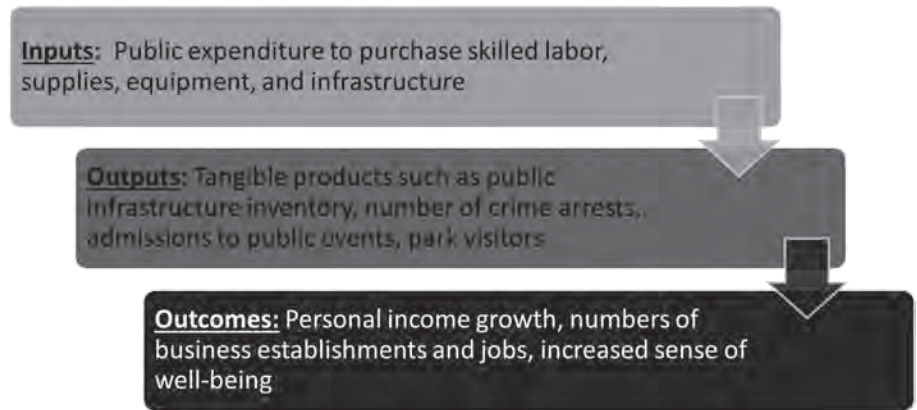 Inputs: Public expenditure to purchase skilled labor,
supplies, equipment, and infrastructure
Outputs: Tangible products such as public
infrastructure inventory, number of crime arrests,
admissions to public events, park visitors
Outcomes: Personal income growth, numbers of
business establishments and jobs, increased sense of
well-being